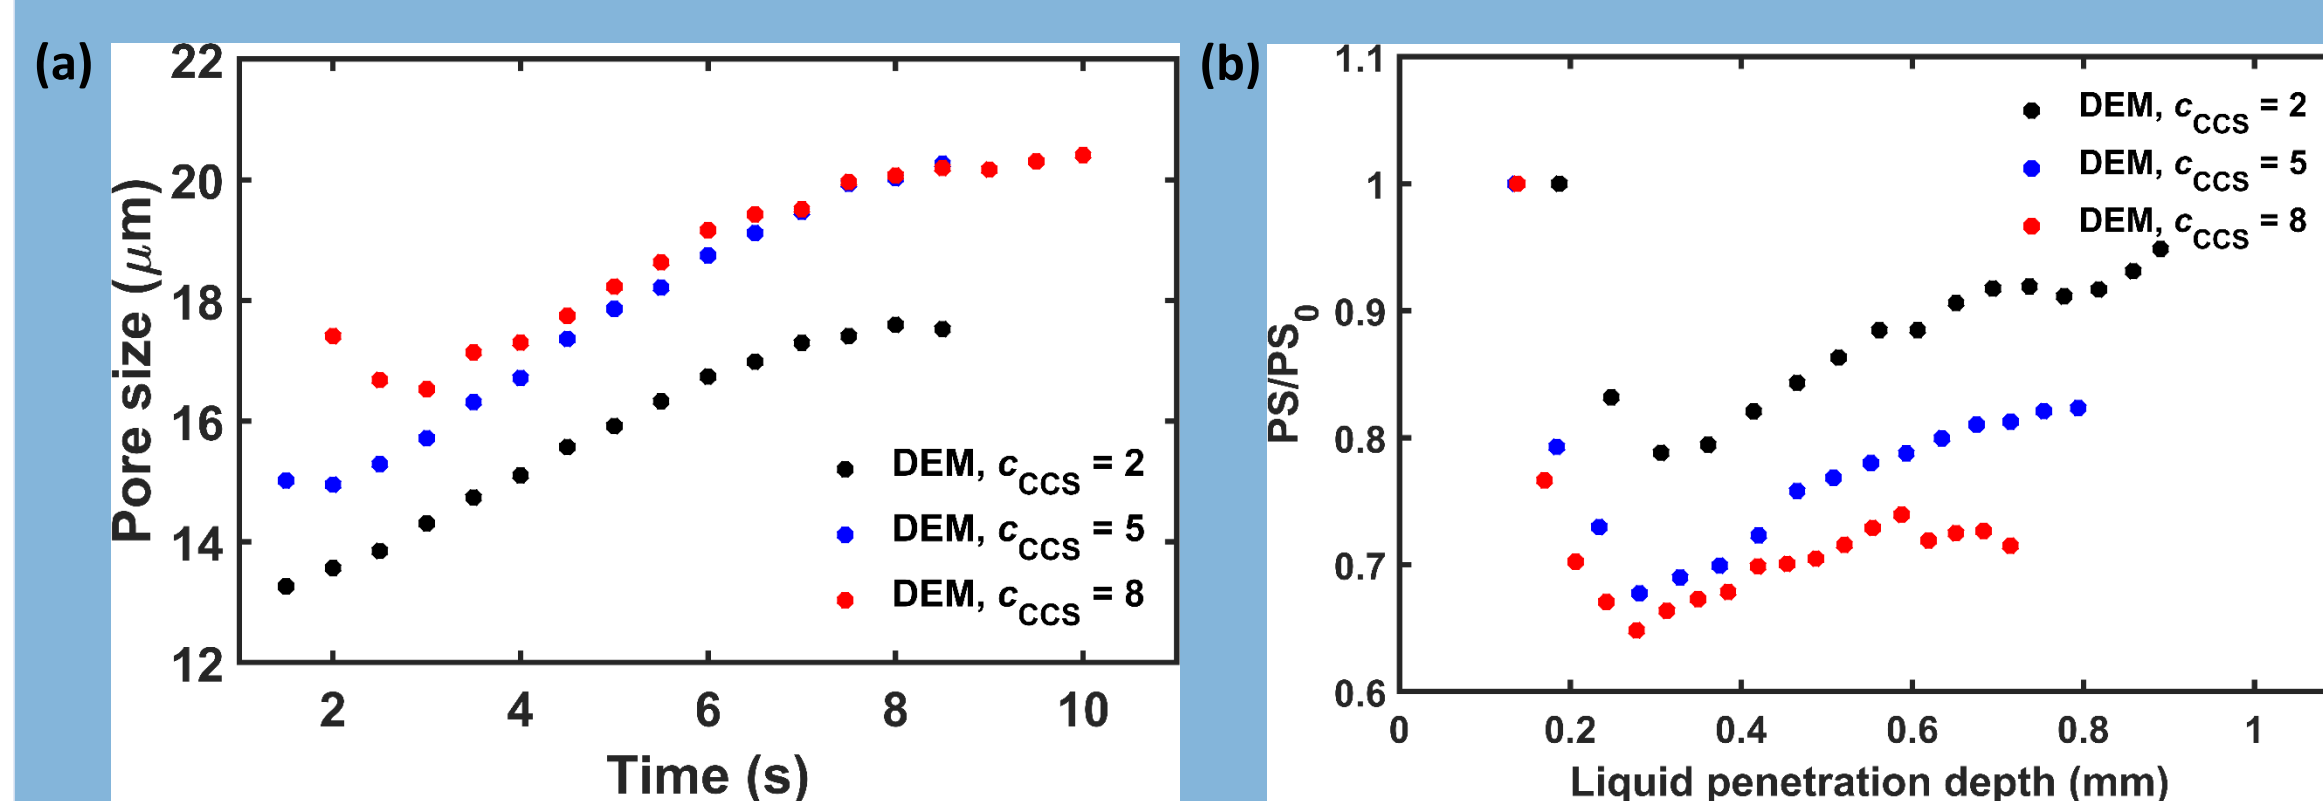 (a)
22
20
18
16
14
12
Pore size (μm)
DEM, cCCS = 2
DEM, cCCS = 5
DEM, cCCS = 8
2 4 6 8 10
Time (s)
(b)
1.1
1
0.9
0.8
0.7
0.6
PS/PS0
DEM, cCCS = 2
DEM, cCCS = 5
DEM, cCCS = 8
0 0.2 0.4 0.6 0.8 1
Liquid penetration depth (mm)